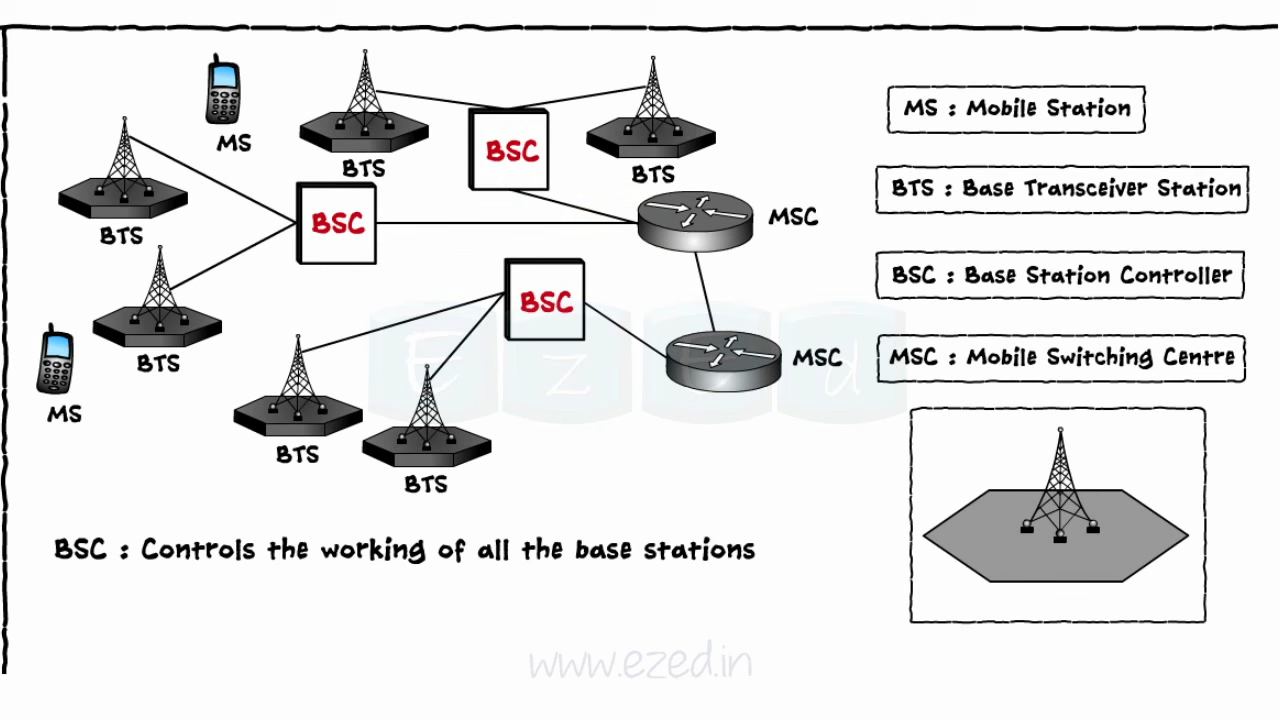 MS
BTS
BTS
BSC
MS : Mobile Station
BTS
BSC
BTS
MSC
BTS : Base Transceiver Station
BTS
BSC
MSC
BSC : Base Station Controller
MS
BTS
BTS
MSC : Mobile Switching Centre
EzEd
BSC : Controls the working of all the base stations
www.ezed.in